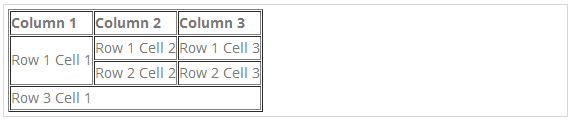 Column 1 Column 2 Column 3
Row 1 Cell 1 Row 1 Cell 2 Row 1 Cell 3
Row 2 Cell 2 Row 2 Cell 3
Row 3 Cell 1